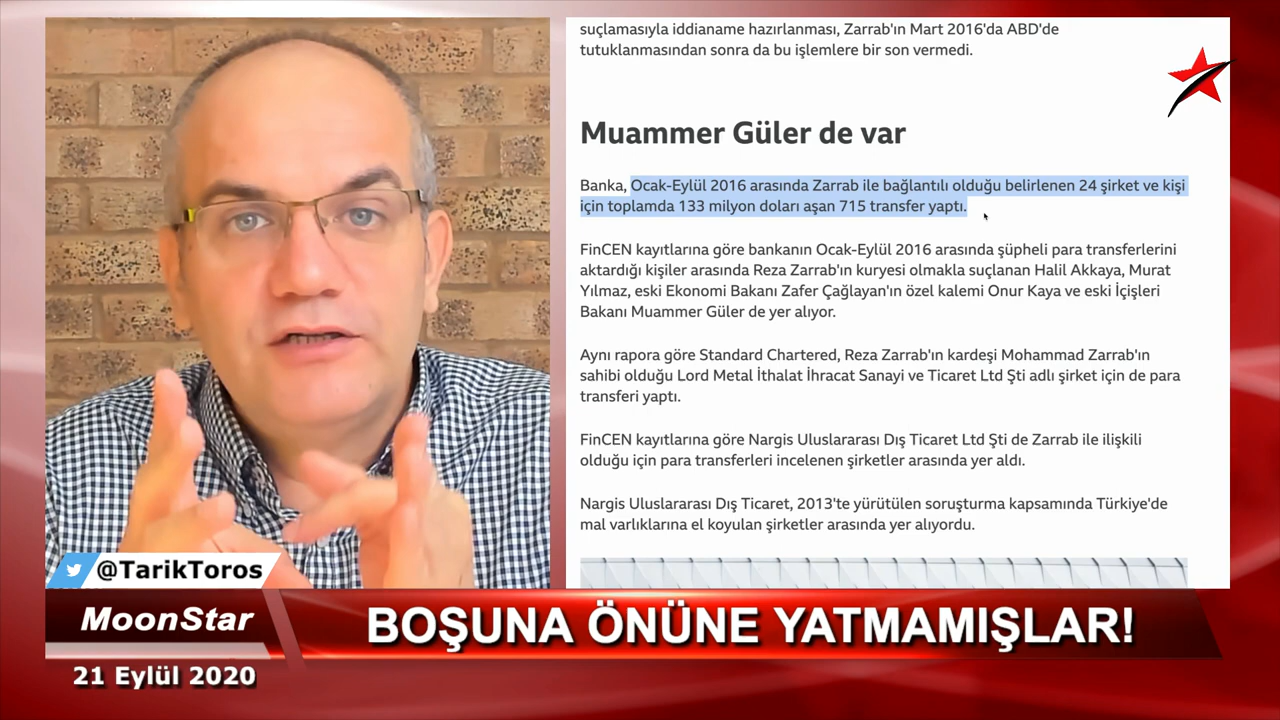 suçlamasıyla iddianame hazırlanması, Zarrab'ın Mart 2016'da ABD'de
tutuklanmasından sonra da bu işlemlere bir son vermedi.
Muammer Güler de var
Banka, Ocak-Eylül 2016 arasında Zarrab ile bağlantılı olduğu belirlenen 24 şirket ve kişi
için toplamda 133 milyon doları aşan 715 transfer yaptı.
FinCEN kayıtlarına göre bankanın Ocak-Eylül 2016 arasında şüpheli para transferlerini
aktardığı kişiler arasında Reza Zarrab'ın kuryesi olmakla suçlanan Halil Akkaya, Murat
Yılmaz, eski Ekonomi Bakanı Zafer Çağlayan'ın özel kalemi Onur Kaya ve eski İçişleri
Bakanı Muammer Güler de yer alıyor.
Aynı rapora göre Standard Chartered, Reza Zarrab'ın kardeşi Mohammad Zarrab'ın
sahibi olduğu Lord Metal İthalat İhracat Sanayi ve Ticaret Ltd Şti adlı şirket için de para
transferi yaptı.
FinCEN kayıtlarına göre Nargis Uluslararası Dış Ticaret Ltd Şti de Zarrab ile ilişkili
olduğu için para transferleri incelenen şirketler arasında yer aldı.
Nargis Uluslararası Dış Ticaret, 2013'te yürütülen soruşturma kapsamında Türkiye'de
mal varlıklarına el koyulan şirketler arasında yer alıyordu.
@TarikToros
MoonStar
BOŞUNA ÖNÜNE YATMAMIŞLAR!
21 Eylül 2020